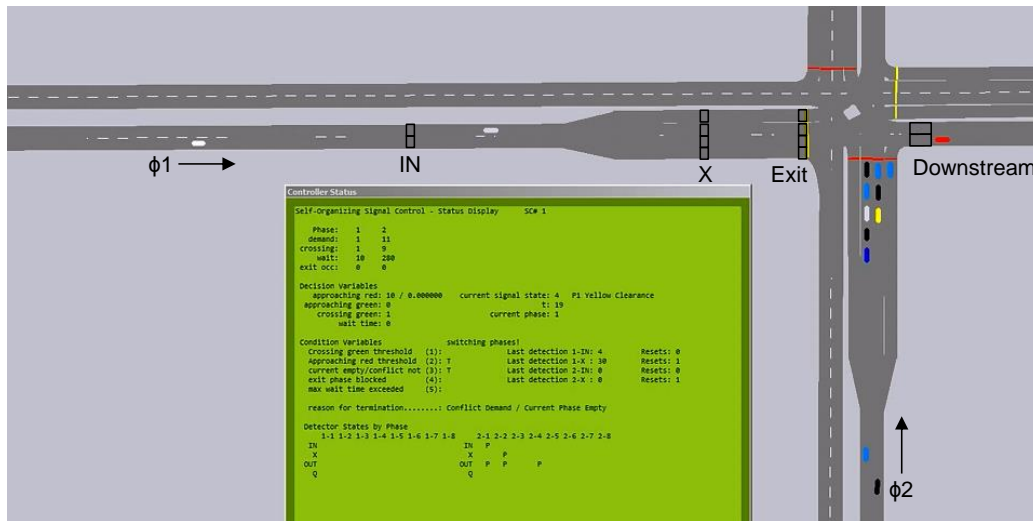 ϕ1
IN
X
Exit
Downstream
ϕ2
Controller Status
Self-Organizing Signal Control - Status Display SC# 1
Phase: 1 2
demand: 1 11
crossing: 1 9
wait: 10 280
exit occ: 0 0
Decision Variables
approaching red: 10 / 0.000000 current signal state: 4 P1 Yellow Clearance
approaching green: 0 t: 19
crossing green: 1 current phase: 1
wait time: 0
Condition Variables switching phases!
Crossing green threshold (1): Last detection 1-IN: 4 Resets: 0
Approaching red threshold (2): T Last detection 1-X : 30 Resets: 1
current empty/conflict not (3): T Last detection 2-IN: 0 Resets: 0
exit phase blocked (4): Last detection 2-X : 0 Resets: 1
max wait time exceeded (5):
reason for termination........: Conflict Demand / Current Phase Empty
Detector States by Phase
1-1 1-2 1-3 1-4 1-5 1-6 1-7 1-8 2-1 2-2 2-3 2-4 2-5 2-6 2-7 2-8
IN IN P
X X P
OUT OUT P P P
Q Q